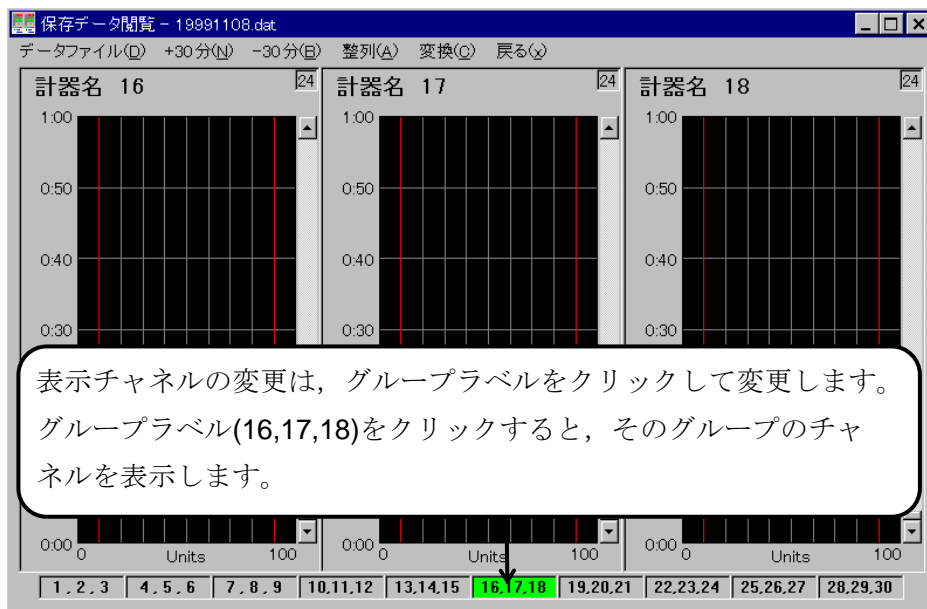 保存データ閲覧 - 19991108.dat
データファイル(D) +30分(N) -30分(B) 整列(A) 変換(C) 戻る(x)
計器名 16 24
計器名 17 24
計器名 18 24
1:00 1:00 1:00
0:50 0:50 0:50
0:40 0:40 0:40
0:30 0:30 0:30
表示チャネルの変更は，グループラベルをクリックして変更します。
グループラベル(16,17,18)をクリックすると，そのグループのチャ
ネルを表示します。
0:00 0:00 0:00
0 Units 100 0 Units 100 0 Units 100
1 , 2 , 3 4 , 5 , 6 7 , 8 , 9 10,11,12 13,14,15 16,17,18 19,20,21 22,23,24 25,26,27 28,29,30